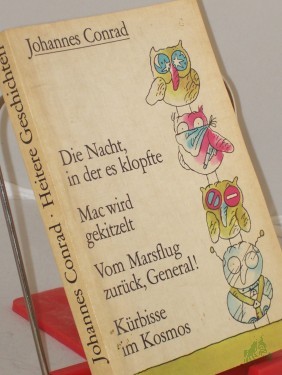 Johannes Conrad
Die Nacht,
in der es klopfte
Mac wird
gekitzelt
Vom Marsflug
zurück, General!
Kürbisse
im Kosmos
Johannes Conrad · Heitere Geschichten